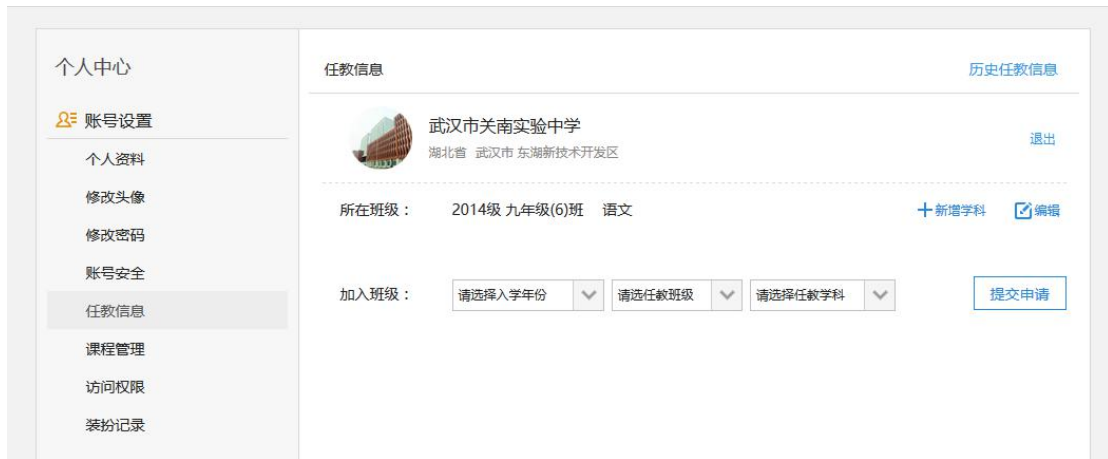 个人中心
账号设置
个人资料
修改头像
修改密码
账号安全
任教信息
课程管理
访问权限
装扮记录
任教信息 历史任教信息
武汉市关南实验中学
湖北省 武汉市 东湖新技术开发区
退出
所在班级： 2014级 九年级(6)班 语文 新增学科 编辑
加入班级： 请选择入学年份 请选任教班级 请选择任教学科 提交申请